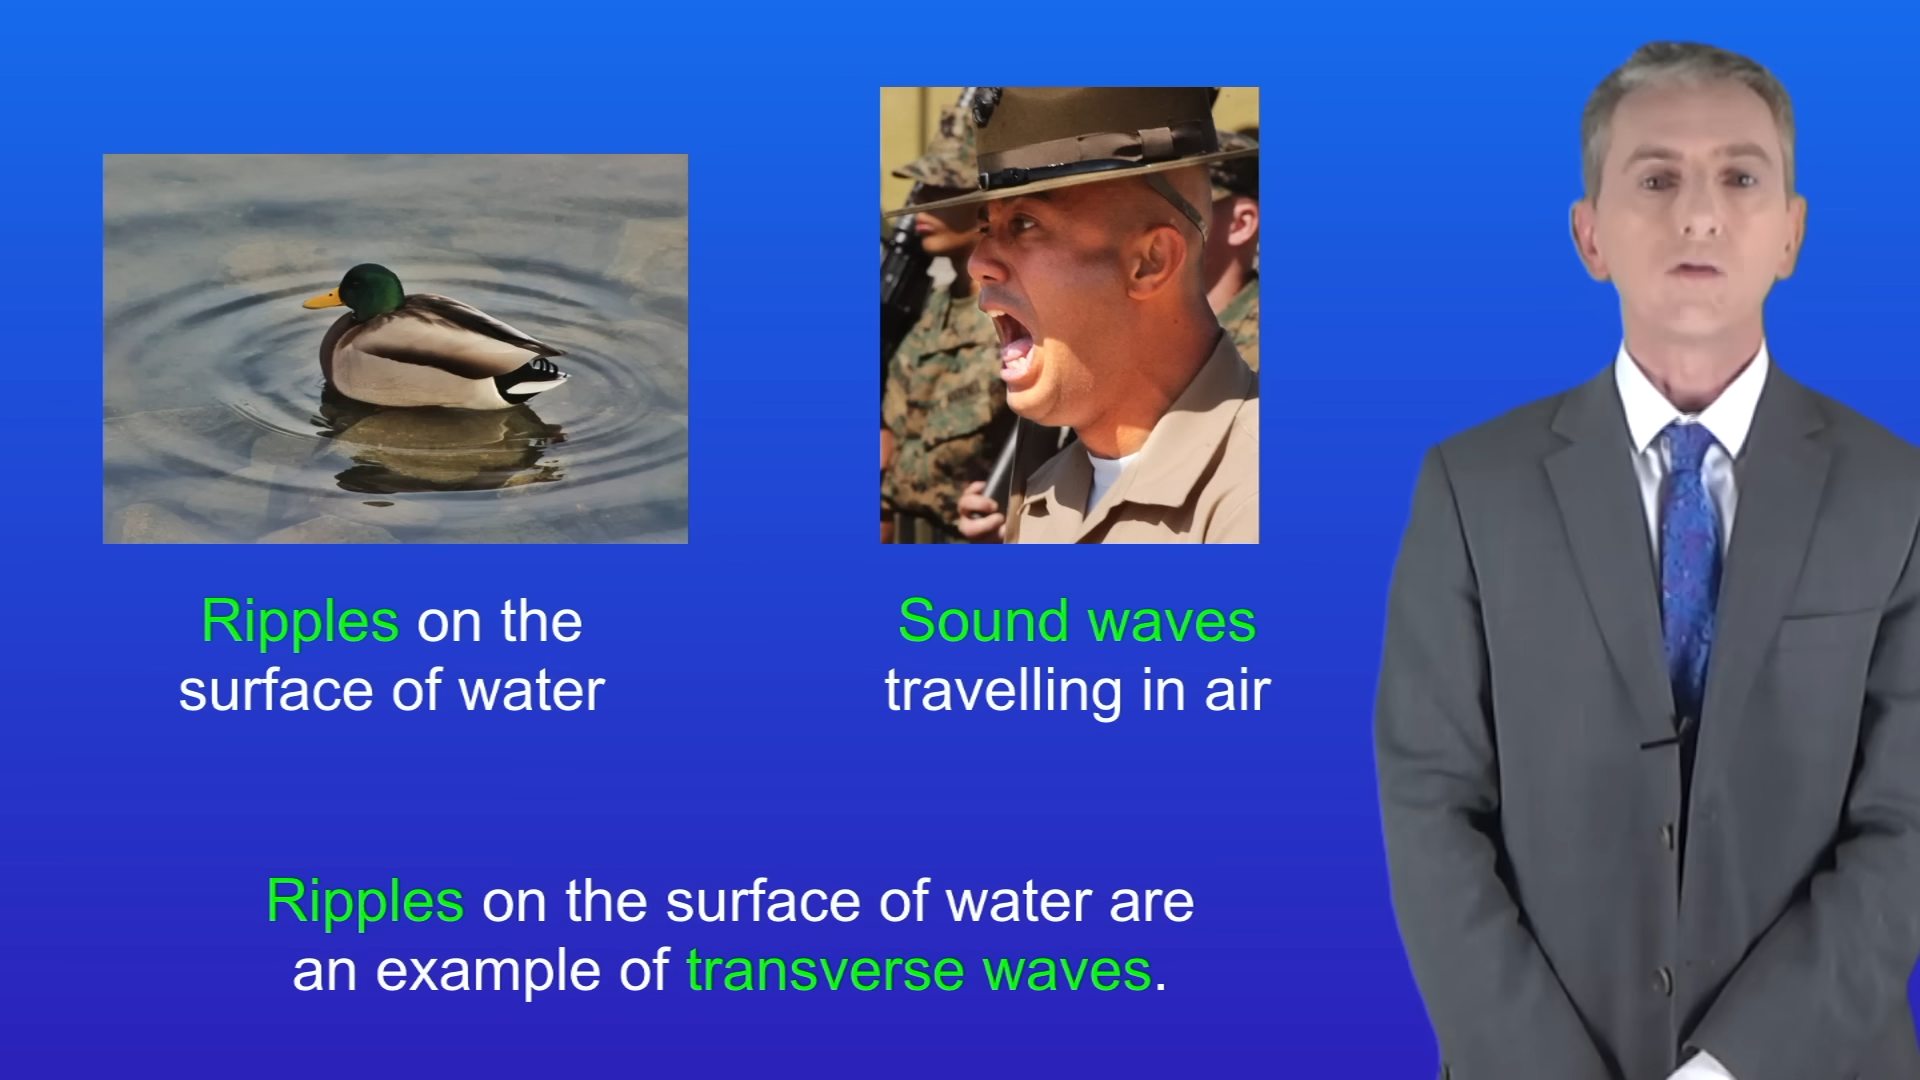 Ripples on the
surface of water
Sound waves
travelling in air
Ripples on the surface of water are
an example of transverse waves.